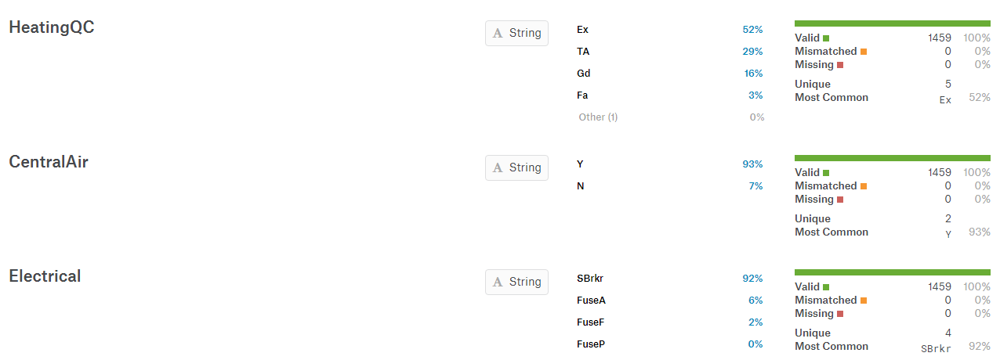 HeatingQC
A String
Ex 52%
TA 29%
Gd 16%
Fa 3%
Other (1) 0%
Valid 1459 100%
Mismatched 0 0%
Missing 0 0%
Unique 5
Most Common Ex 52%
CentralAir
A String
Y 93%
N 7%
Valid 1459 100%
Mismatched 0 0%
Missing 0 0%
Unique 2
Most Common Y 93%
Electrical
A String
SBrkr 92%
FuseA 6%
FuseF 2%
FuseP 0%
Valid 1459 100%
Mismatched 0 0%
Missing 0 0%
Unique 4
Most Common SBrkr 92%